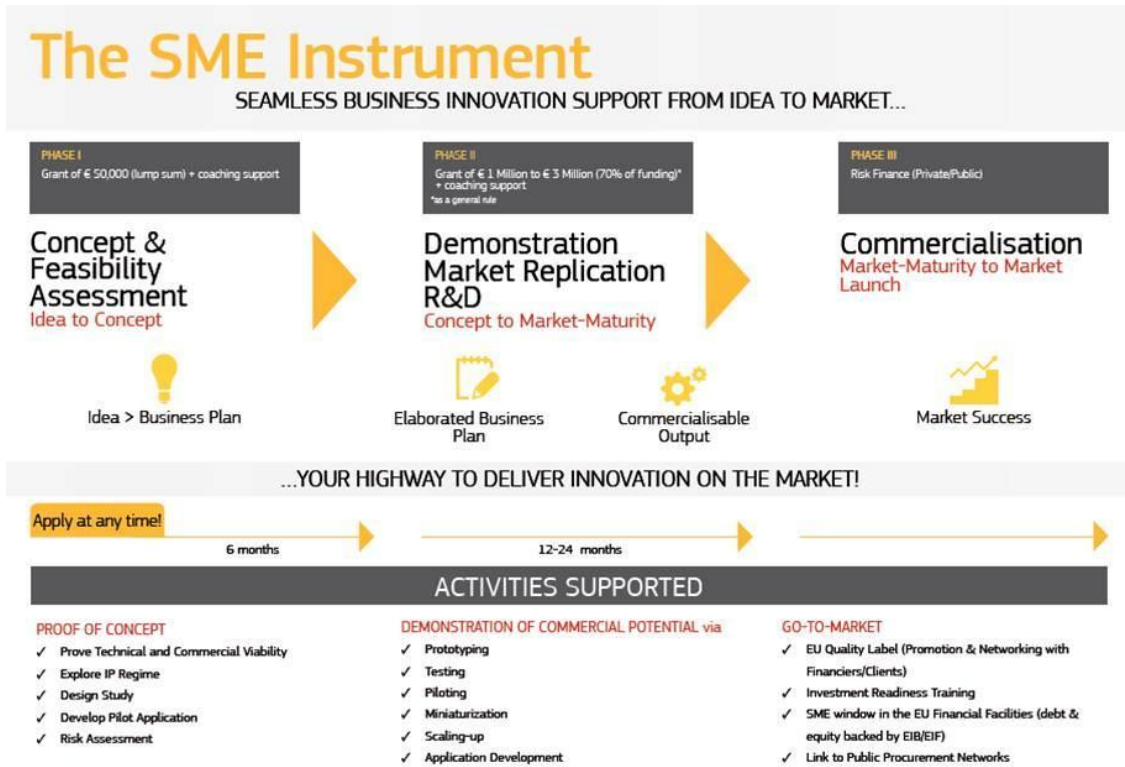 The SME Instrument
SEAMLESS BUSINESS INNOVATION SUPPORT FROM IDEA TO MARKET...
PHASE I
Grant of € 50,000 (lump sum) + coaching support
PHASE II
Grant of € 1 Million to € 3 Million (70% of funding)*
+ coaching support
*as a general rule
PHASE III
Risk Finance (Private/Public)
Concept &
Feasibility
Assessment
Idea to Concept
Demonstration
Market Replication
R&D
Concept to Market-Maturity
Commercialisation
Market-Maturity to Market
Launch
Idea > Business Plan
Elaborated Business
Plan
Commercialisable
Output
Market Success
...YOUR HIGHWAY TO DELIVER INNOVATION ON THE MARKET!
Apply at any time!
6 months
12-24 months
ACTIVITIES SUPPORTED
PROOF OF CONCEPT
✓ Prove Technical and Commercial Viability
✓ Explore IP Regime
✓ Design Study
✓ Develop Pilot Application
✓ Risk Assessment
DEMONSTRATION OF COMMERCIAL POTENTIAL via
✓ Prototyping
✓ Testing
✓ Piloting
✓ Miniaturization
✓ Scaling-up
✓ Application Development
GO-TO-MARKET
✓ EU Quality Label (Promotion & Networking with
Financiers/Clients)
✓ Investment Readiness Training
✓ SME window in the EU Financial Facilities (debt &
equity backed by EIB/EIF)
✓ Link to Public Procurement Networks